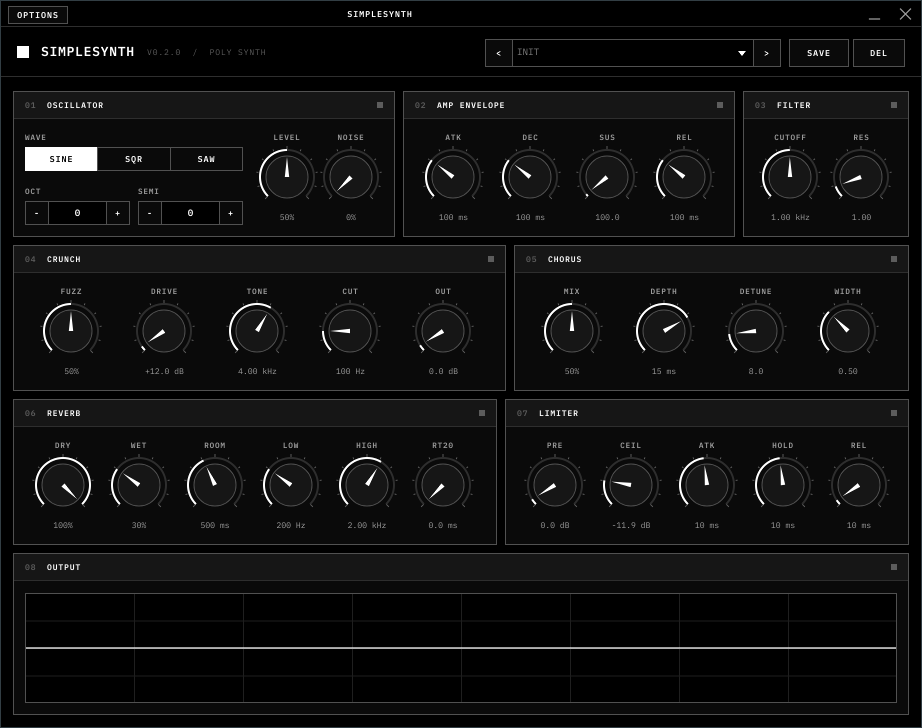 OPTIONS SIMPLESYNTH
SIMPLESYNTH V0.2.0 / POLY SYNTH < INIT > SAVE DEL
01 OSCILLATOR
WAVE LEVEL NOISE
SINE SQR SAW
OCT SEMI
- 0 + - 0 +
50% 0%
02 AMP ENVELOPE
ATK DEC SUS REL
100 ms 100 ms 100.0 100 ms
03 FILTER
CUTOFF RES
1.00 kHz 1.00
04 CRUNCH
FUZZ DRIVE TONE CUT OUT
50% +12.0 dB 4.00 kHz 100 Hz 0.0 dB
05 CHORUS
MIX DEPTH DETUNE WIDTH
50% 15 ms 8.0 0.50
06 REVERB
DRY WET ROOM LOW HIGH RT20
100% 30% 500 ms 200 Hz 2.00 kHz 0.0 ms
07 LIMITER
PRE CEIL ATK HOLD REL
0.0 dB -11.9 dB 10 ms 10 ms 10 ms
08 OUTPUT